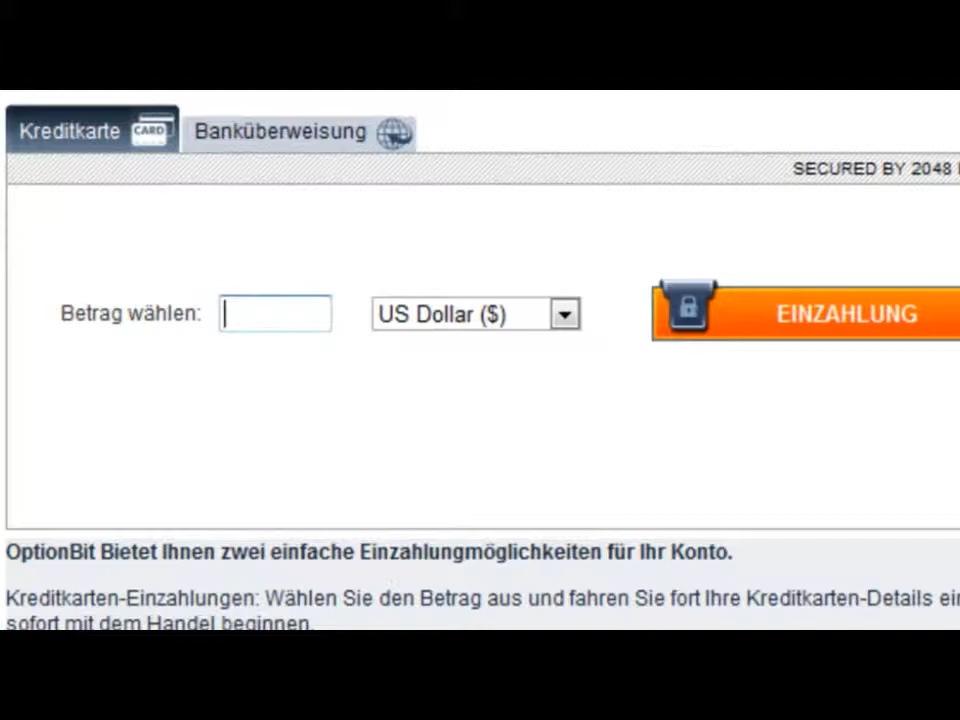 Kreditkarte CARD Banküberweisung
SECURED BY 2048
Betrag wählen: US Dollar ($) EINZAHLUNG
OptionBit Bietet Ihnen zwei einfache Einzahlungmöglichkeiten für Ihr Konto.
Kreditkarten-Einzahlungen: Wählen Sie den Betrag aus und fahren Sie fort Ihre Kreditkarten-Details
sofort mit dem Handel beginnen.